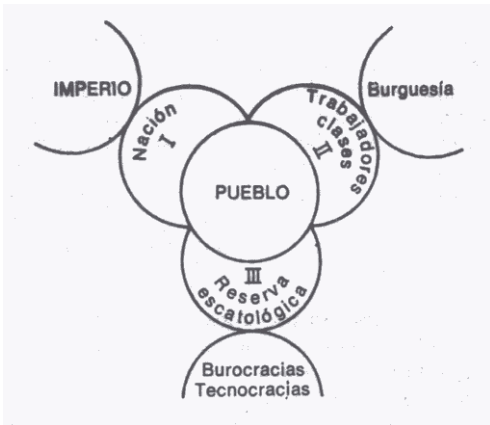 IMPERIO
Burguesía
Nación
I
Trabajadores
clases
II
PUEBLO
III
Reserva
escatológica
Burocracias
Tecnocracias